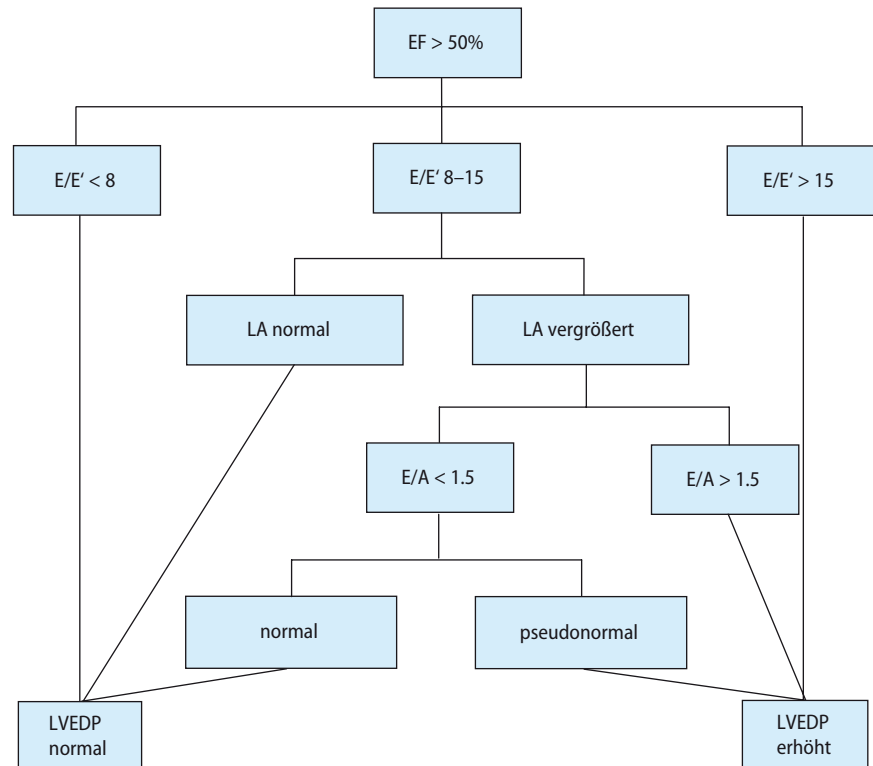 EF > 50%
E/E‘ < 8
E/E‘ 8–15
E/E‘ > 15
LA normal
LA vergrößert
E/A < 1.5
E/A > 1.5
normal
pseudonormal
LVEDP
normal
LVEDP
erhöht